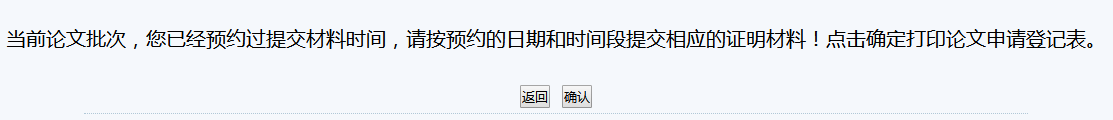 当前论文批次，您已经预约过提交材料时间，请按预约的日期和时间段提交相应的证明材料！点击确定打印论文申请登记表。
返回 确认